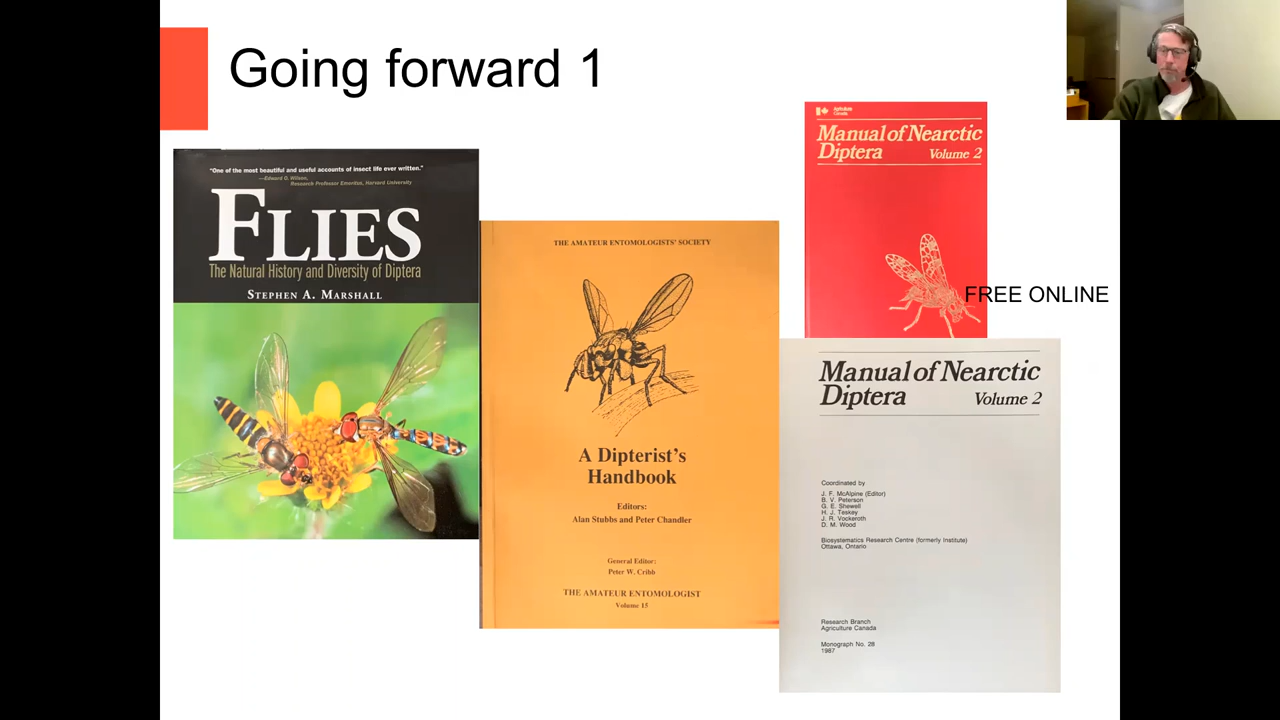 Going forward 1
"One of the most beautiful and useful accounts of insect life ever written."
—Edward O. Wilson,
Research Professor Emeritus, Harvard University
FLIES
The Natural History and Diversity of Diptera
STEPHEN A. MARSHALL
THE AMATEUR ENTOMOLOGISTS' SOCIETY
A Dipterist's
Handbook
Editors:
Alan Stubbs and Peter Chandler
General Editor:
Peter W. Cribb
THE AMATEUR ENTOMOLOGIST
Volume 15
Agriculture
Canada
Manual of Nearctic
Diptera Volume 2
FREE ONLINE
Manual of Nearctic
Diptera Volume 2
Coordinated by
J. F. McAlpine (Editor)
B. V. Peterson
G. E. Shewell
H. J. Teskey
J. R. Vockeroth
D. M. Wood
Biosystematics Research Centre (formerly Institute)
Ottawa, Ontario
Research Branch
Agriculture Canada
Monograph No. 28
1987